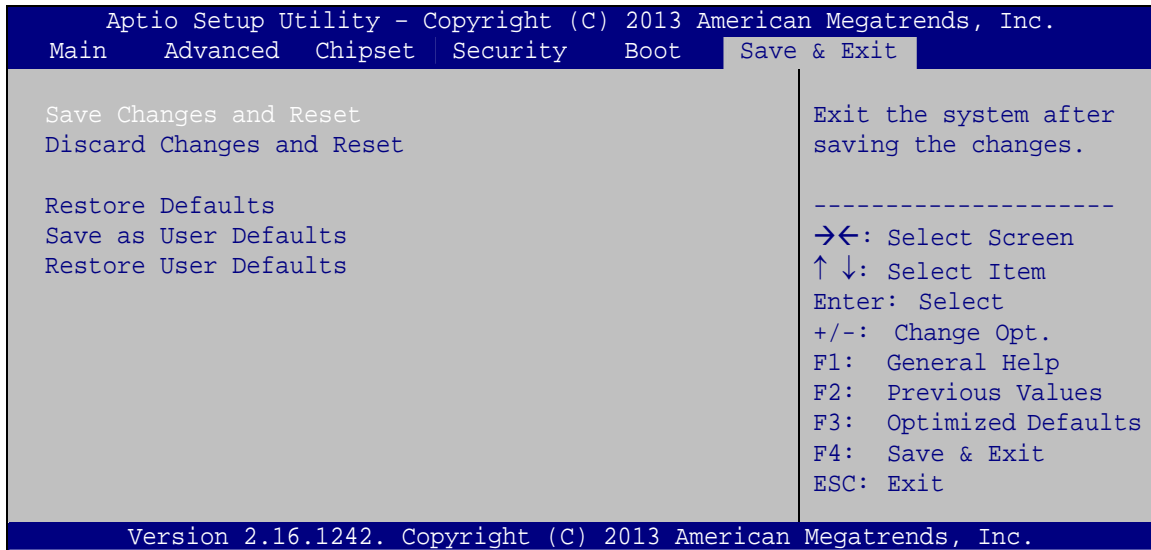 Aptio Setup Utility – Copyright (C) 2013 American Megatrends, Inc.
Main Advanced Chipset Security Boot Save & Exit
Save Changes and Reset
Discard Changes and Reset
Restore Defaults
Save as User Defaults
Restore User Defaults
Exit the system after
saving the changes.
---------------------
→←: Select Screen
↑ ↓: Select Item
Enter: Select
+/-: Change Opt.
F1: General Help
F2: Previous Values
F3: Optimized Defaults
F4: Save & Exit
ESC: Exit
Version 2.16.1242. Copyright (C) 2013 American Megatrends, Inc.